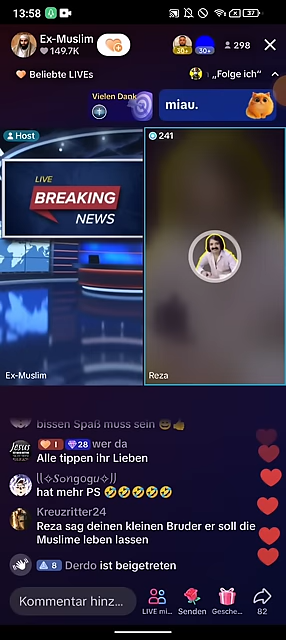 13:58
37
Ex-Muslim
149.7K
30+
30+
298
Beliebte LIVEs
„Folge ich“
Vielen Dank
miau.
Host
241
LIVE
BREAKING
NEWS
Ex-Muslim
Reza
bissen Spaß muss sein 😄👍
Jesus
1 28 wer da
Alle tippen ihr Lieben
hat mehr PS 🤣🤣🤣🤣🤣
Kreuzritter24
Reza sag deinen kleinen Bruder er soll die
Muslime leben lassen
8 Derdo ist beigetreten
Kommentar hinz...
LIVE mi...
Senden
Gesche...
82